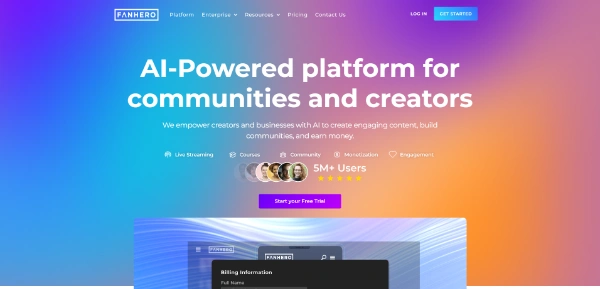 FANHERO
Platform
Enterprise
Resources
Pricing
Contact Us
LOG IN
GET STARTED
AI-Powered platform for
communities and creators
We empower creators and businesses with AI to create engaging content, build
communities, and earn money.
Live Streaming
Courses
Community
Monetization
Engagement
5M+ Users
Start your Free Trial
FANHERO
FANHERO
Billing Information
Full Name